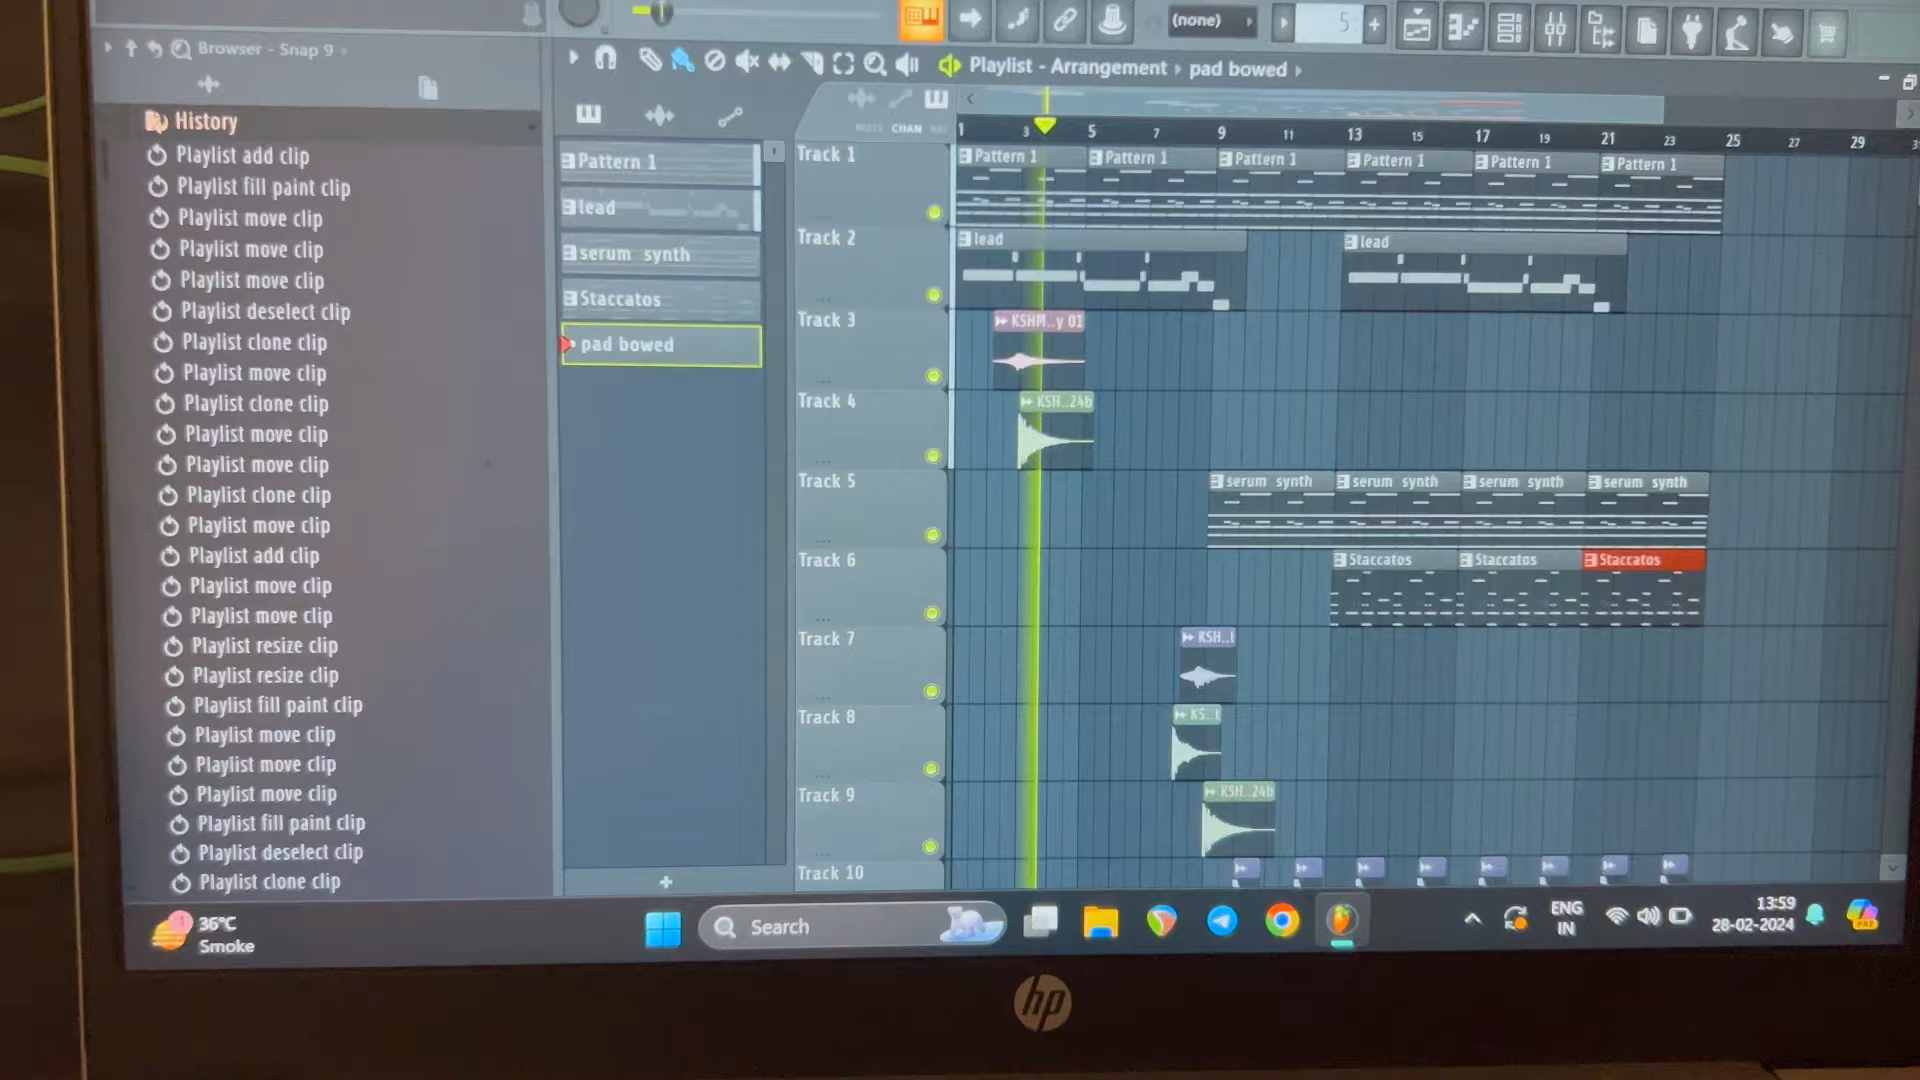 (none)
5
Browser - Snap 9
Playlist - Arrangement › pad bowed ›
History
Playlist add clip
Playlist fill paint clip
Playlist move clip
Playlist move clip
Playlist move clip
Playlist deselect clip
Playlist clone clip
Playlist move clip
Playlist clone clip
Playlist move clip
Playlist move clip
Playlist clone clip
Playlist move clip
Playlist add clip
Playlist move clip
Playlist move clip
Playlist resize clip
Playlist resize clip
Playlist fill paint clip
Playlist move clip
Playlist move clip
Playlist move clip
Playlist fill paint clip
Playlist deselect clip
Playlist clone clip
Pattern 1
lead
serum synth
Staccatos
pad bowed
CHAN
1 3 5 7 9 11 13 15 17 19 21 23 25 27 29
Track 1
Pattern 1 Pattern 1 Pattern 1 Pattern 1 Pattern 1 Pattern 1
Track 2
lead lead
Track 3
KSHM..y 01
Track 4
KSH..24b
Track 5
serum synth serum synth serum synth serum synth
Track 6
Staccatos Staccatos Staccatos
Track 7
KSH..t
Track 8
KS..t
Track 9
KSH..24b
Track 10
36°C
Smoke
Search
ENG
IN
13:59
28-02-2024
hp